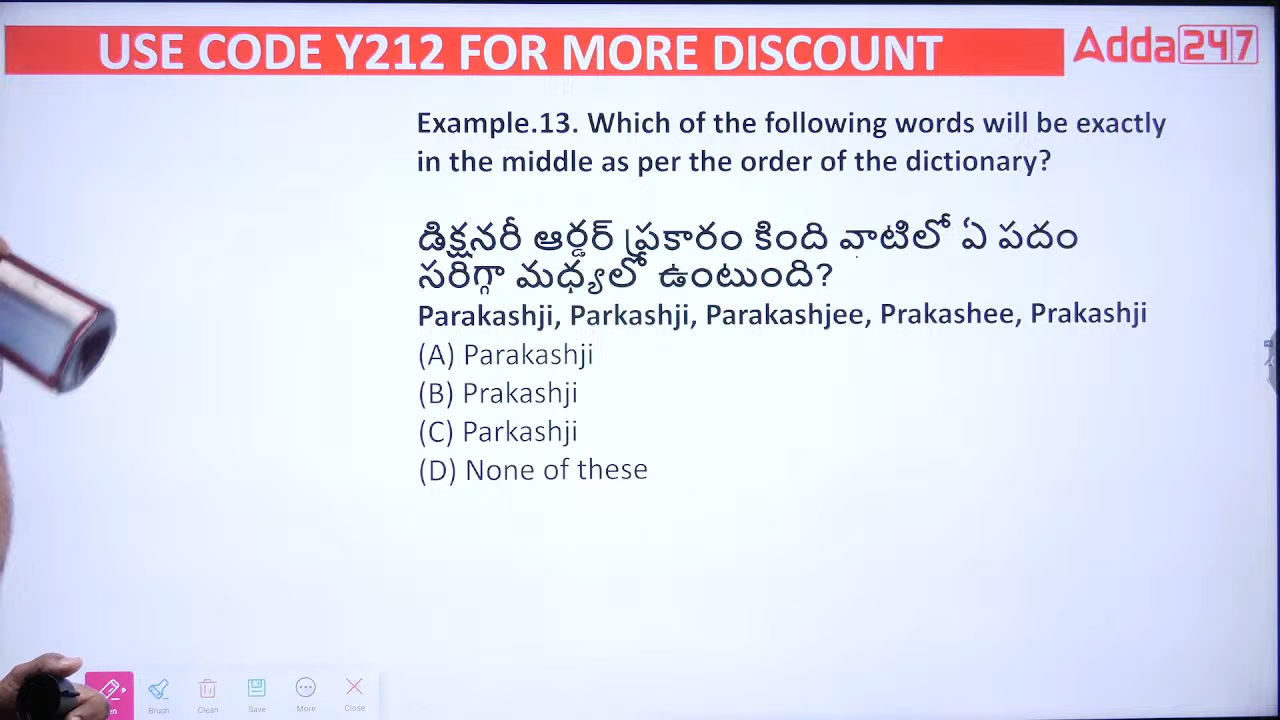 USE CODE Y212 FOR MORE DISCOUNT
Adda247
Example.13. Which of the following words will be exactly
in the middle as per the order of the dictionary?
డిక్షనరీ ఆర్డర్ ప్రకారం కింది వాటిలో ఏ పదం
సరిగ్గా మధ్యలో ఉంటుంది?
Parakashji, Parkashji, Parakashjee, Prakashee, Prakashji
(A) Parakashji
(B) Prakashji
(C) Parkashji
(D) None of these
Brush Clean Save More Close